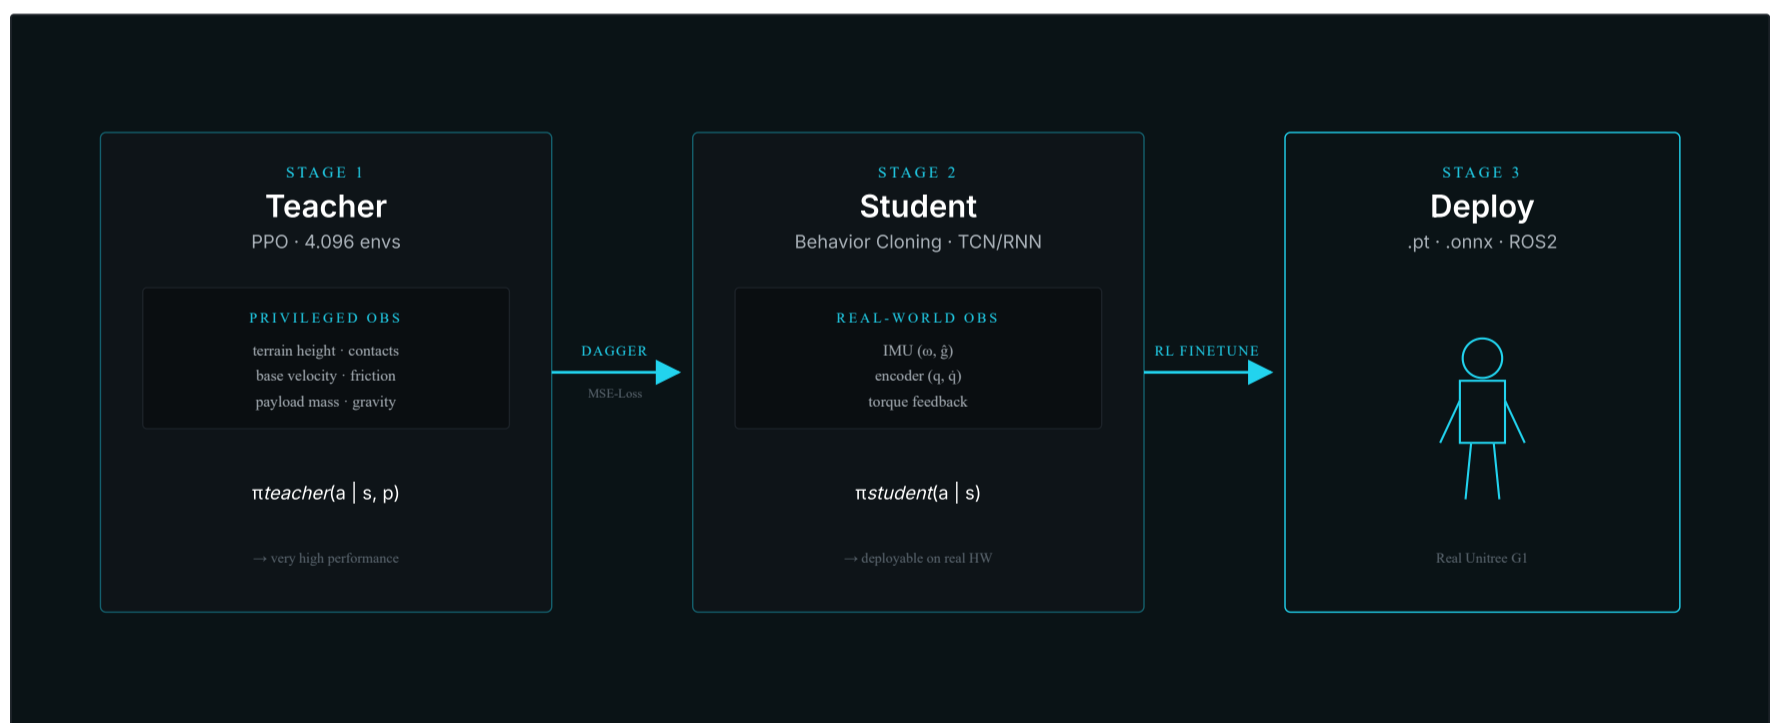 STAGE 1
Teacher
PPO · 4.096 envs
PRIVILEGED OBS
terrain height · contacts
base velocity · friction
payload mass · gravity
πteacher(a | s, p)
→ very high performance
DAGGER
MSE-Loss
STAGE 2
Student
Behavior Cloning · TCN/RNN
REAL-WORLD OBS
IMU (ω, ĝ)
encoder (q, q̇)
torque feedback
πstudent(a | s)
→ deployable on real HW
RL FINETUNE
STAGE 3
Deploy
.pt · .onnx · ROS2
Real Unitree G1